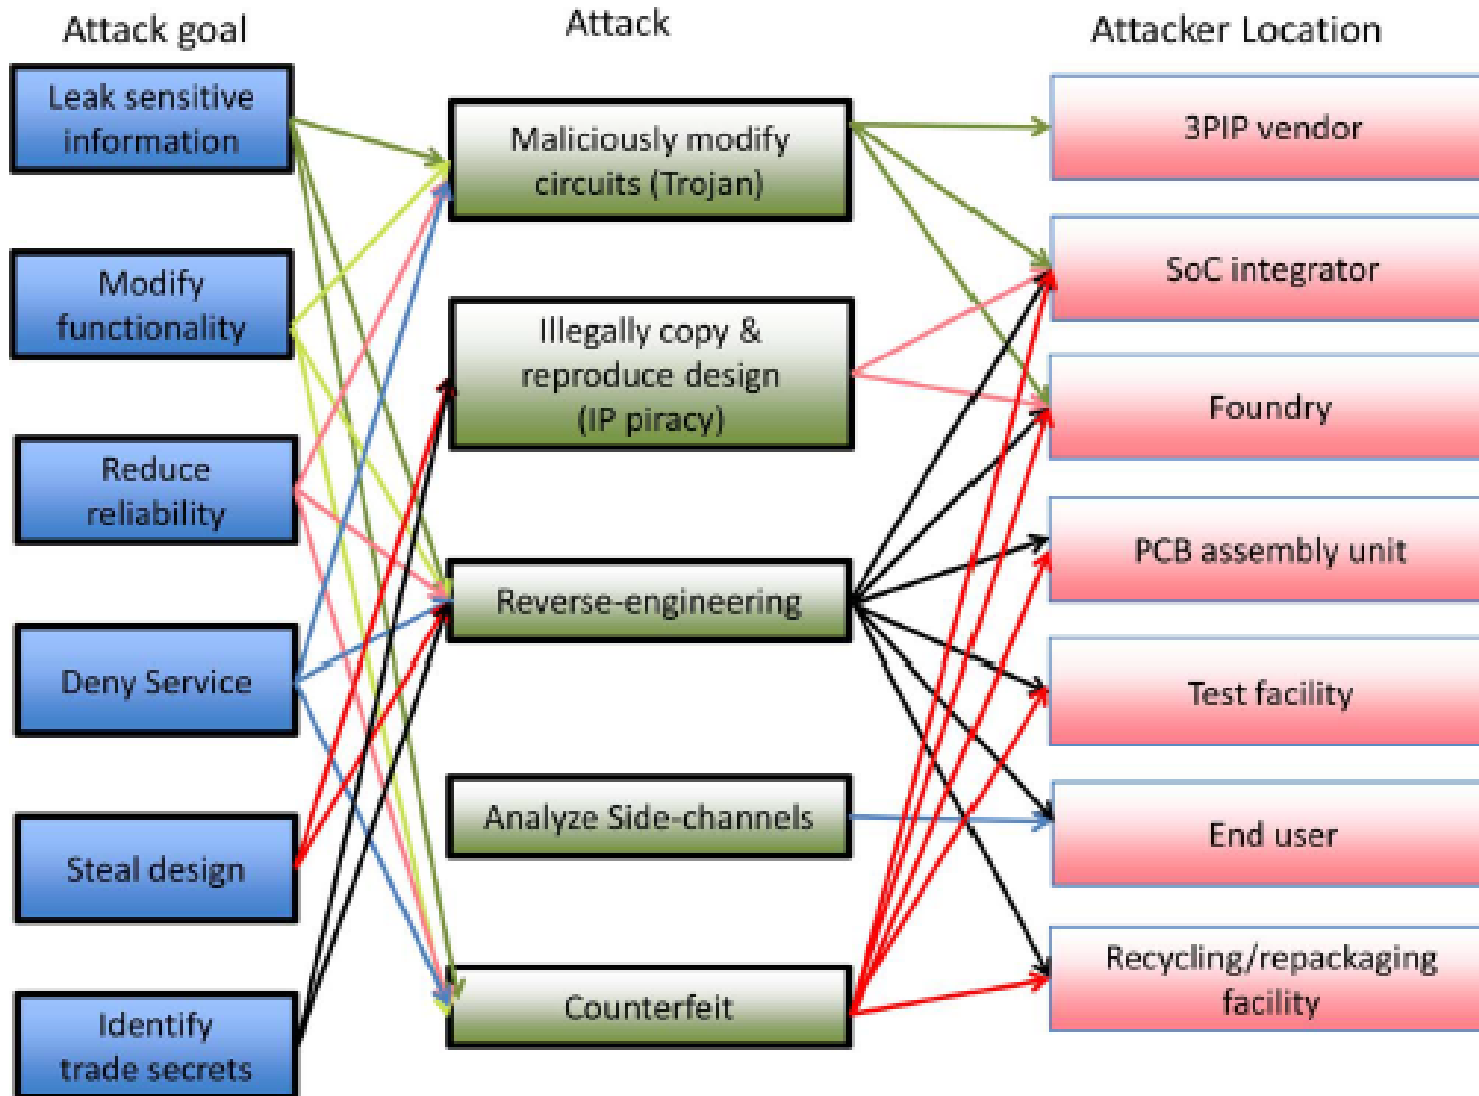 Attack goal
Attack
Attacker Location
Leak sensitive
information
Modify
functionality
Reduce
reliability
Deny Service
Steal design
Identify
trade secrets
Maliciously modify
circuits (Trojan)
Illegally copy &
reproduce design
(IP piracy)
Reverse-engineering
Analyze Side-channels
Counterfeit
3PIP vendor
SoC integrator
Foundry
PCB assembly unit
Test facility
End user
Recycling/repackaging
facility